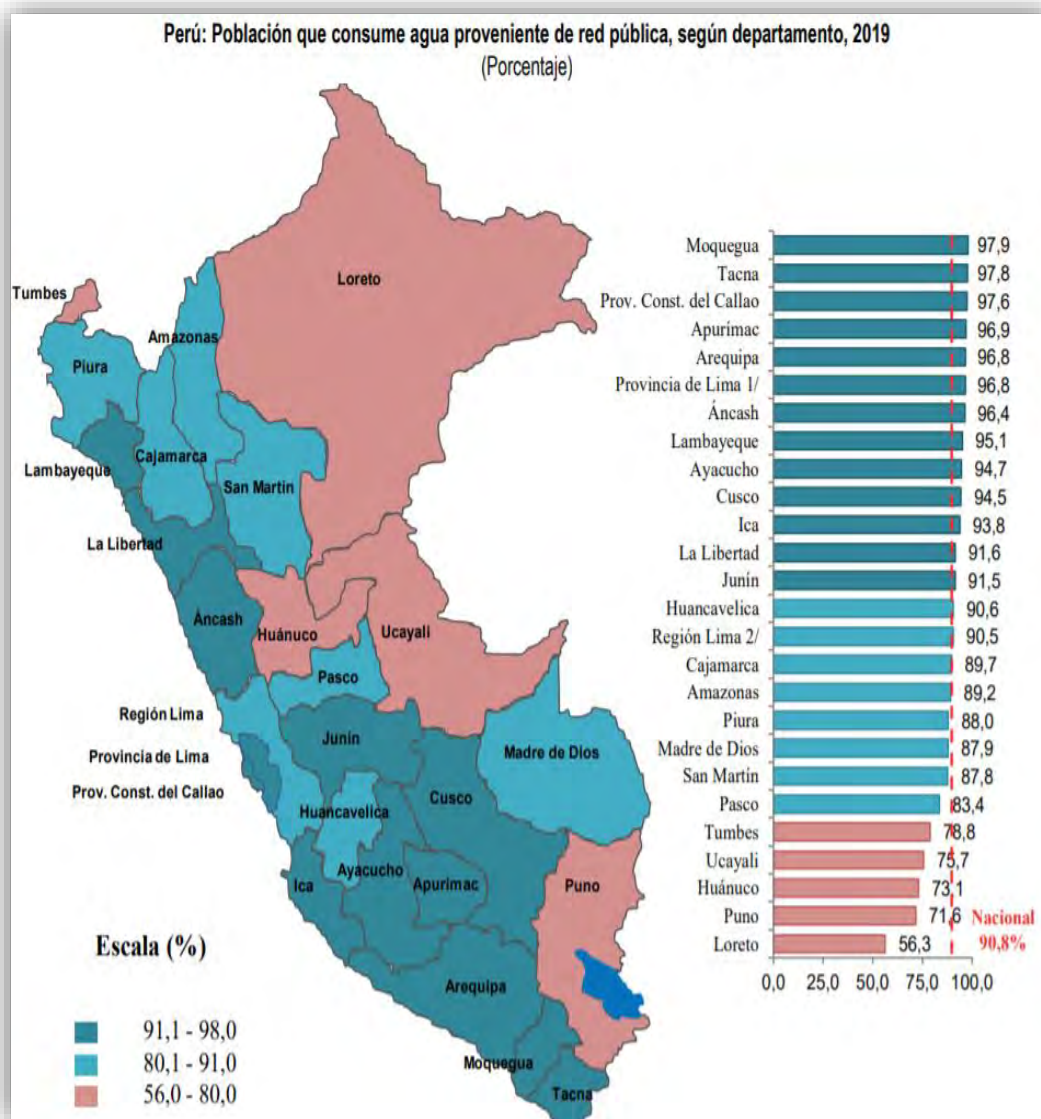 Perú: Población que consume agua proveniente de red pública, según departamento, 2019
(Porcentaje)
Loreto
Tumbes
Amazonas
Piura
Cajamarca
Lambayeque
San Martín
La Libertad
Áncash
Huánuco
Ucayali
Pasco
Región Lima
Junín
Provincia de Lima
Madre de Dios
Prov. Const. del Callao
Cusco
Huancavelica
Ayacucho
Apurímac
Ica
Puno
Arequipa
Moquegua
Tacna
Escala (%)
91,1 - 98,0
80,1 - 91,0
56,0 - 80,0
Moquegua 97,9
Tacna 97,8
Prov. Const. del Callao 97,6
Apurímac 96,9
Arequipa 96,8
Provincia de Lima 1/ 96,8
Áncash 96,4
Lambayeque 95,1
Ayacucho 94,7
Cusco 94,5
Ica 93,8
La Libertad 91,6
Junín 91,5
Huancavelica 90,6
Región Lima 2/ 90,5
Cajamarca 89,7
Amazonas 89,2
Piura 88,0
Madre de Dios 87,9
San Martín 87,8
Pasco 83,4
Tumbes 78,8
Ucayali 75,7
Huánuco 73,1
Puno 71,6
Loreto 56,3
Nacional
90,8%
0,0 25,0 50,0 75,0 100,0